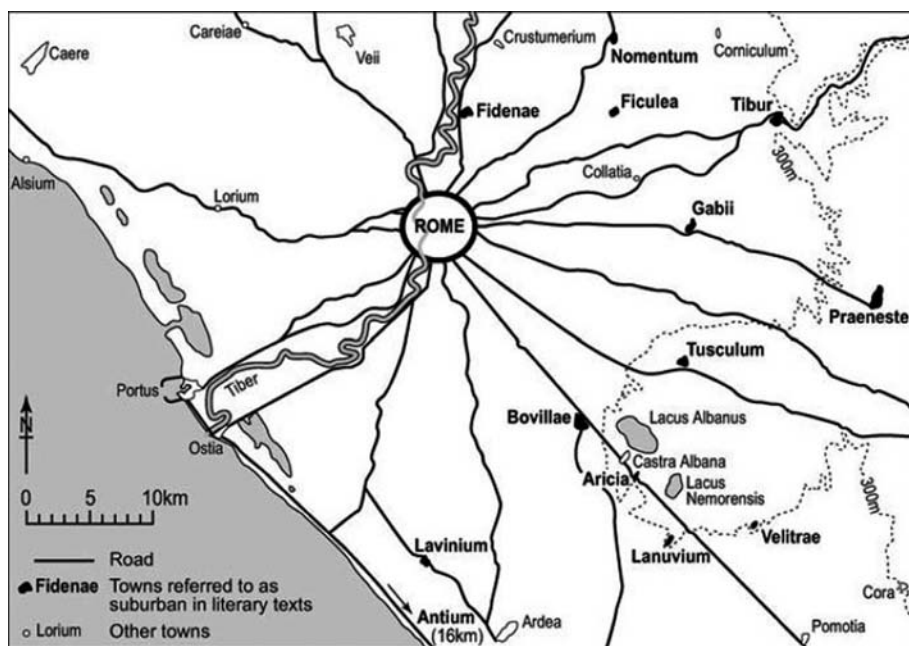 Careiae
Caere
Veii
Crustumerium
Nomentum
Corniculum
Fidenae
Ficulea
Tibur
300m
Alsium
Lorium
Collatia
ROME
Gabii
Praeneste
Tusculum
Portus
Tiber
Ostia
Bovillae
Lacus Albanus
Castra Albana
Aricia
Lacus
Nemorensis
300m
Lanuvium
Velitrae
Lavinium
Cora
Antium
(16km)
Ardea
Pomotia
N
0 5 10km
Road
Fidenae Towns referred to as
suburban in literary texts
Lorium Other towns